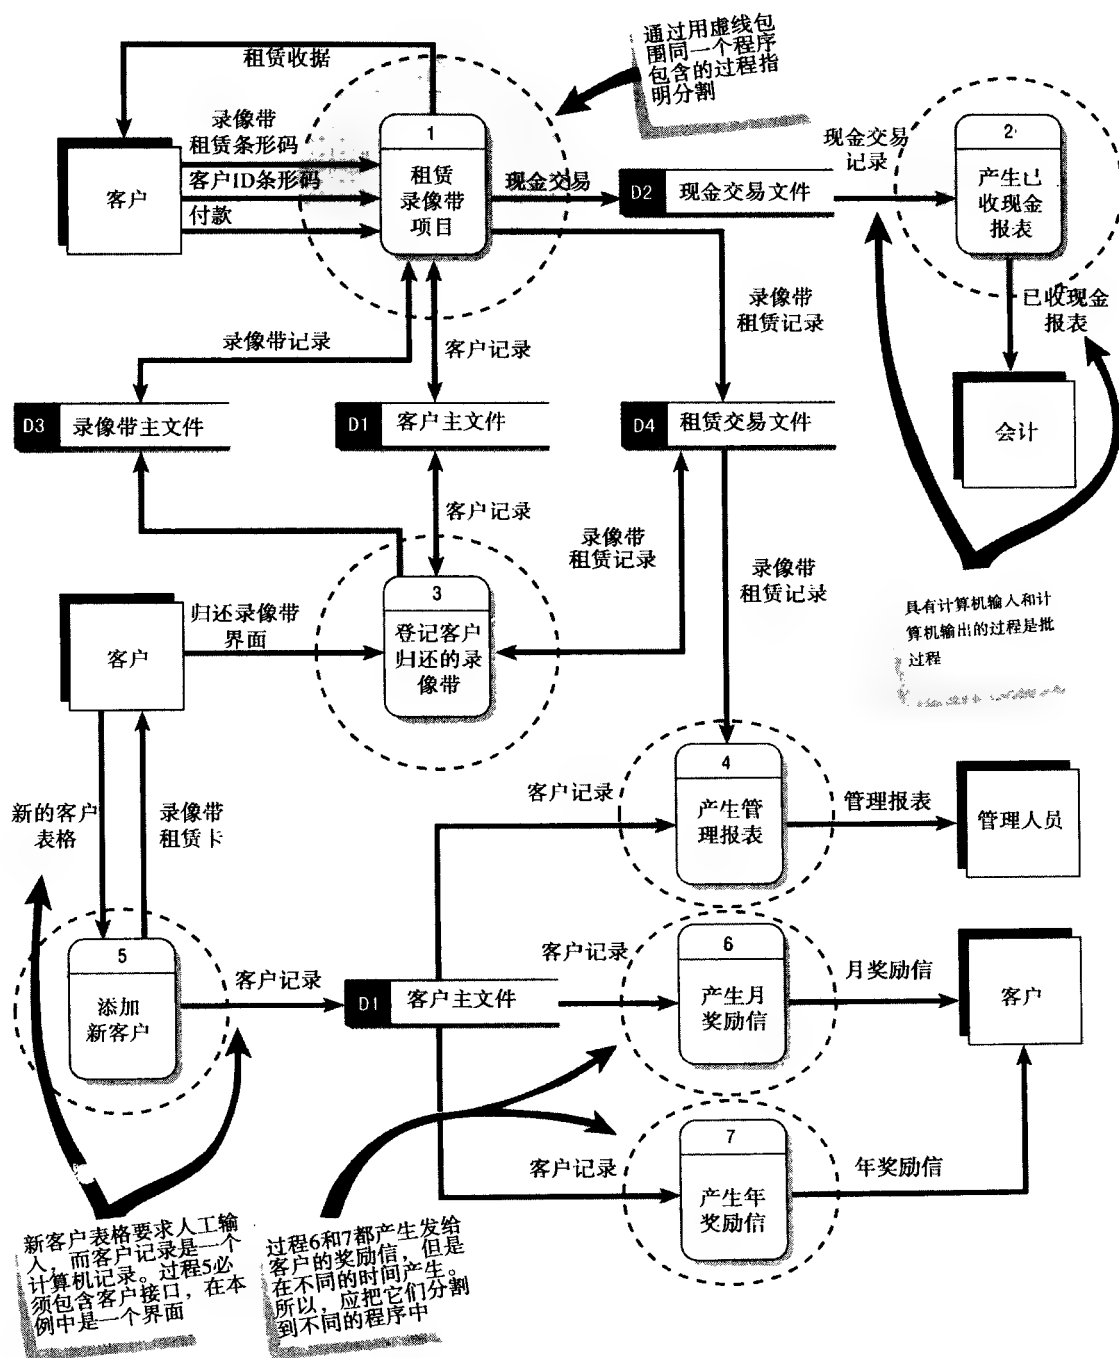 通过用虚线包
围同一个程序
包含的过程指
明分割
租赁收据
录像带
租赁条形码
客户ID条形码
付款
客户
1
租赁
录像带
项目
现金交易
D2 现金交易文件
现金交易
记录
2
产生已
收现金
报表
已收现金
报表
会计
录像带记录
客户记录
录像带
租赁记录
D3 录像带主文件
D1 客户主文件
D4 租赁交易文件
客户记录
录像带
租赁记录
录像带
租赁记录
具有计算机输人和计
算机输出的过程是批
过程
客户
归还录像带
界面
3
登记客户
归还的录
像带
新的客户
表格
录像带
租赁卡
客户记录
4
产生管
理报表
管理报表
管理人员
5
添加
新客户
客户记录
D1 客户主文件
客户记录
6
产生月
奖励信
月奖励信
客户
客户记录
7
产生年
奖励信
年奖励信
新客户表格要求人工输
人，而客户记录是一个
计算机记录。过程5必
须包含客户接口，在本
例中是一个界面
过程6和7都产生发给
客户的奖励信，但是
在不同的时间产生。
所以，应把它们分割
到不同的程序中